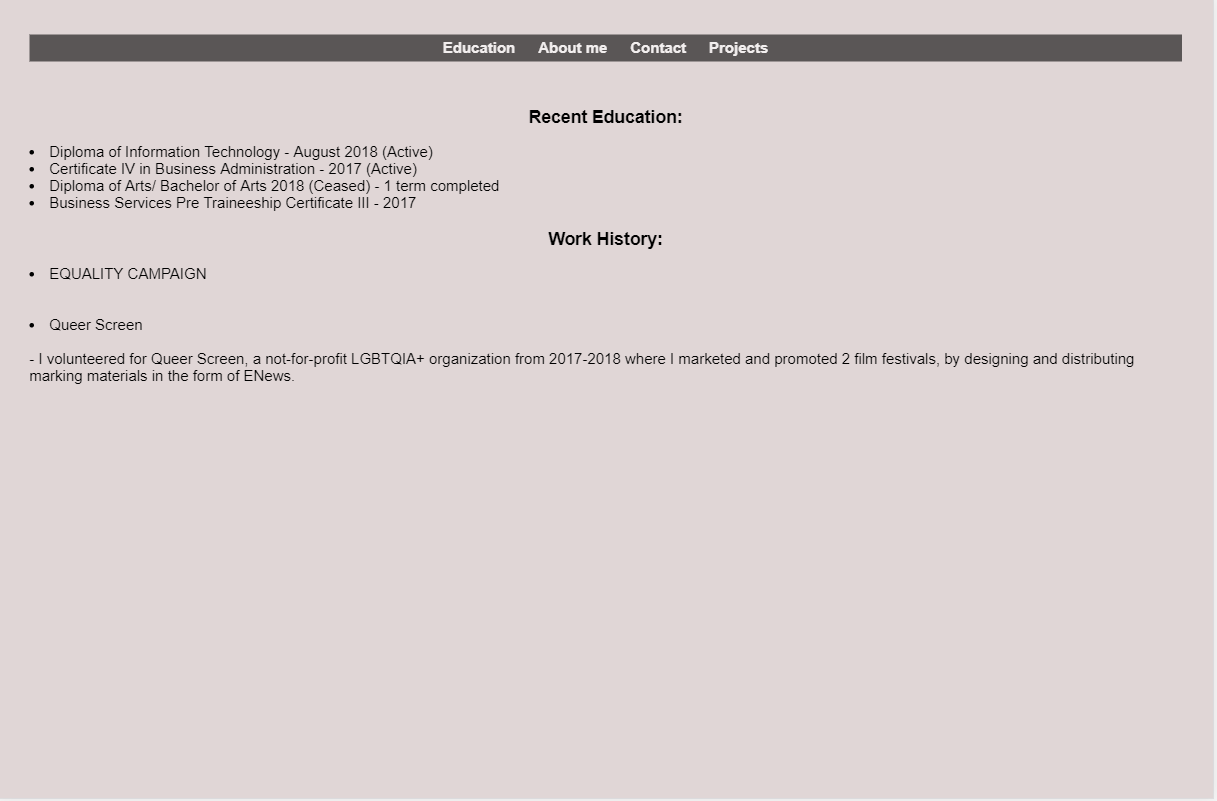 Education About me Contact Projects
Recent Education:
• Diploma of Information Technology - August 2018 (Active)
• Certificate IV in Business Administration - 2017 (Active)
• Diploma of Arts/ Bachelor of Arts 2018 (Ceased) - 1 term completed
• Business Services Pre Traineeship Certificate III - 2017
Work History:
• EQUALITY CAMPAIGN
• Queer Screen
- I volunteered for Queer Screen, a not-for-profit LGBTQIA+ organization from 2017-2018 where I marketed and promoted 2 film festivals, by designing and distributing
marking materials in the form of ENews.